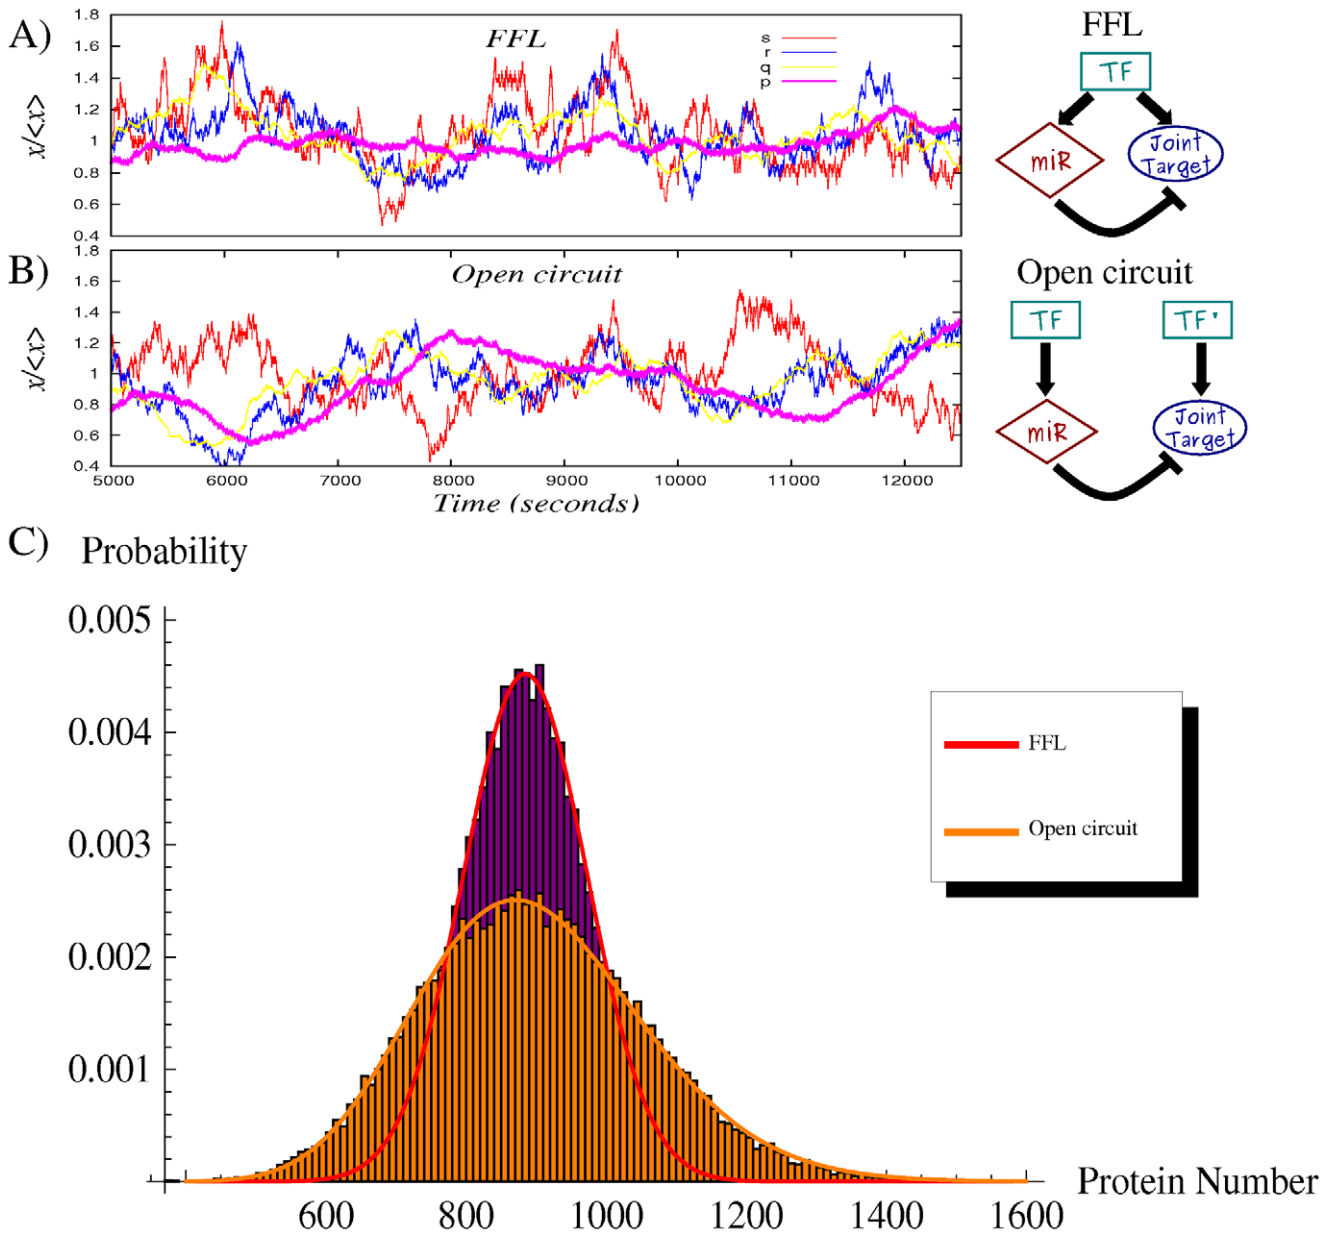 A)
FFL
x/<x>
1.8
1.6
1.4
1.2
1
0.8
0.6
0.4
s
r
q
p
FFL
TF
miR
Joint
Target
B)
Open circuit
x/<x>
1.8
1.6
1.4
1.2
1
0.8
0.6
0.4
5000 6000 7000 8000 9000 10000 11000 12000
Time (seconds)
Open circuit
TF TF'
miR
Joint
Target
C) Probability
0.005
0.004
0.003
0.002
0.001
FFL
Open circuit
600 800 1000 1200 1400 1600
Protein Number